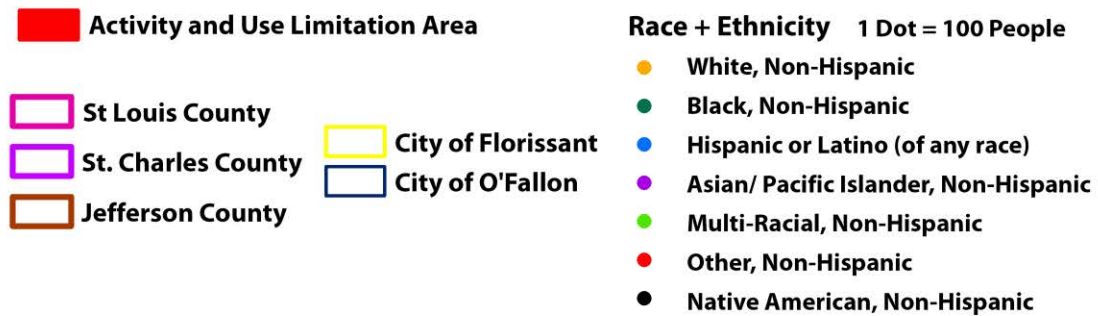 Activity and Use Limitation Area
St Louis County
St. Charles County
Jefferson County
City of Florissant
City of O'Fallon
Race + Ethnicity 1 Dot = 100 People
White, Non-Hispanic
Black, Non-Hispanic
Hispanic or Latino (of any race)
Asian/ Pacific Islander, Non-Hispanic
Multi-Racial, Non-Hispanic
Other, Non-Hispanic
Native American, Non-Hispanic